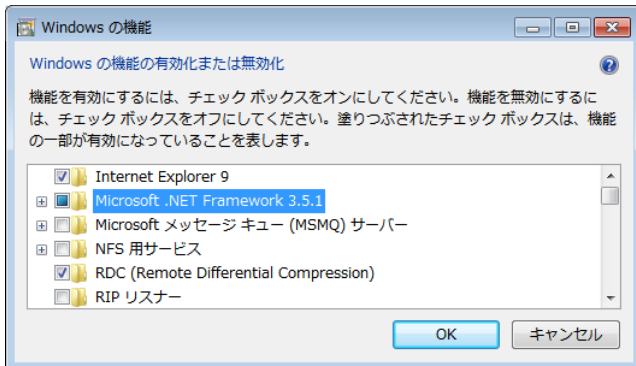 Windows の機能
Windows の機能の有効化または無効化
機能を有効にするには、チェック ボックスをオンにしてください。機能を無効にするに
は、チェック ボックスをオフにしてください。塗りつぶされたチェック ボックスは、機能
の一部が有効になっていることを表します。
Internet Explorer 9
Microsoft .NET Framework 3.5.1
Microsoft メッセージ キュー (MSMQ) サーバー
NFS 用サービス
RDC (Remote Differential Compression)
RIP リスナー
OK キャンセル